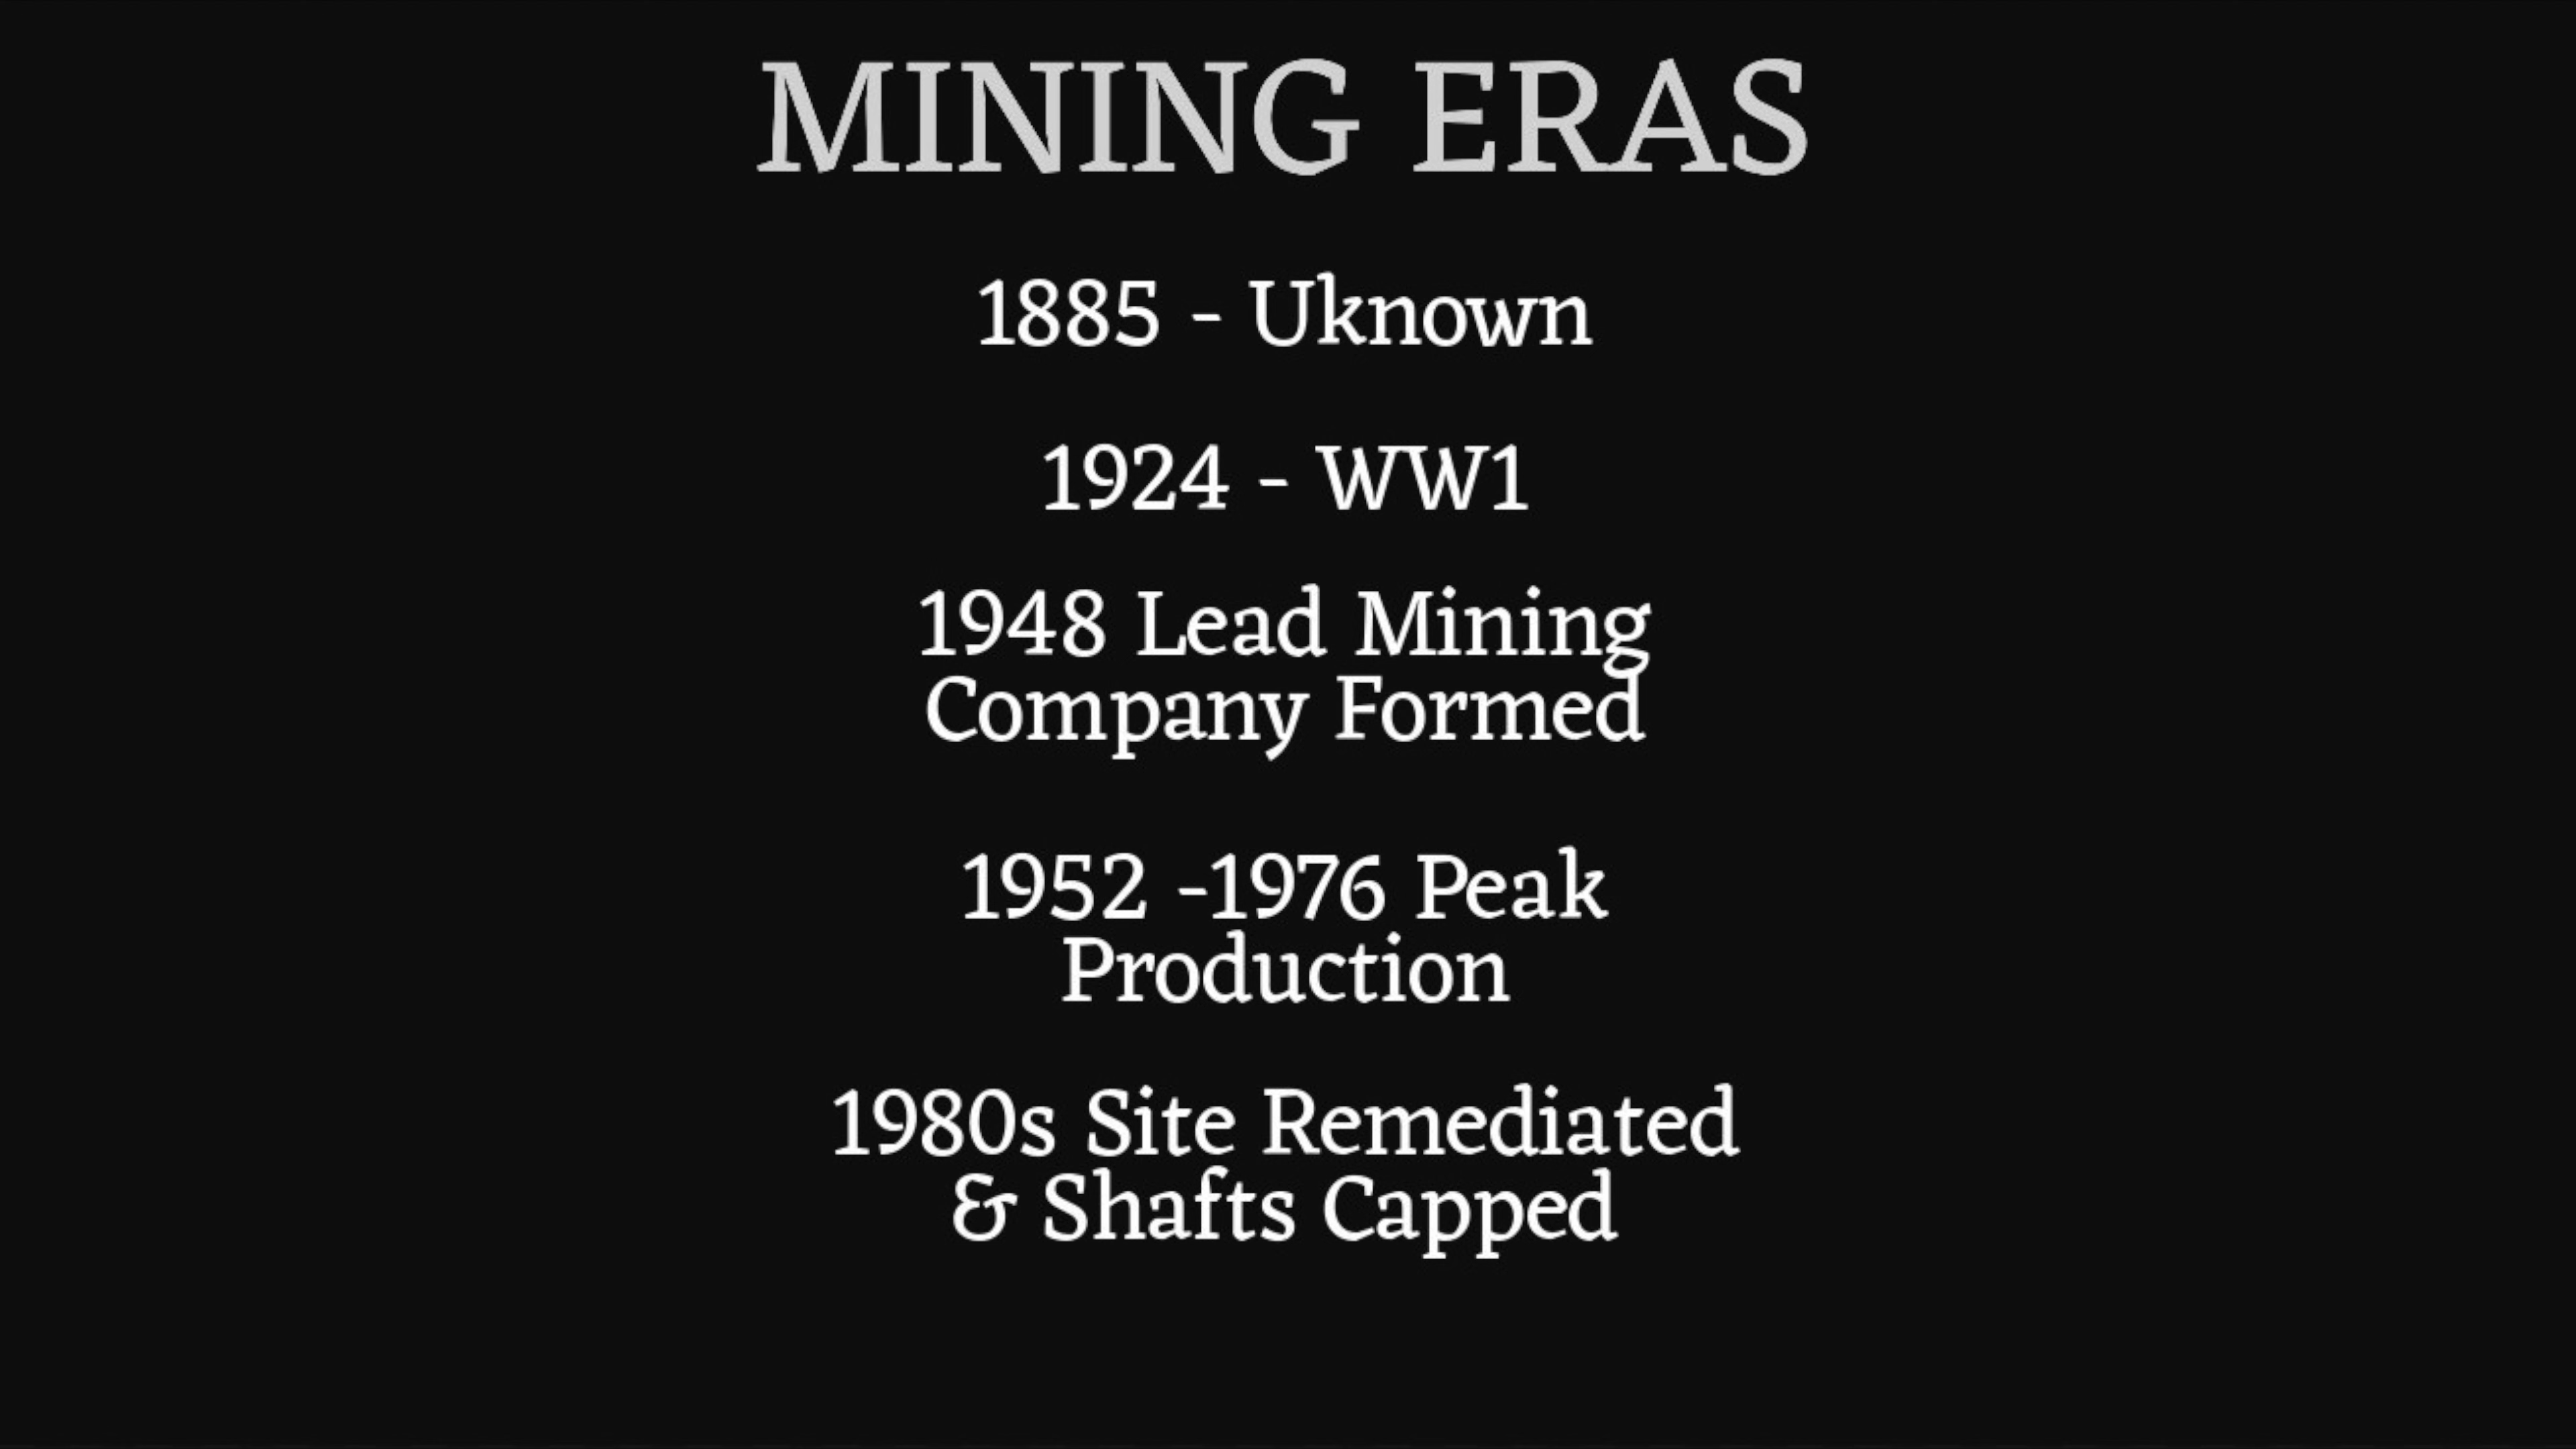 MINING ERAS
1885 - Uknown
1924 - WW1
1948 Lead Mining
Company Formed
1952 -1976 Peak
Production
1980s Site Remediated
& Shafts Capped